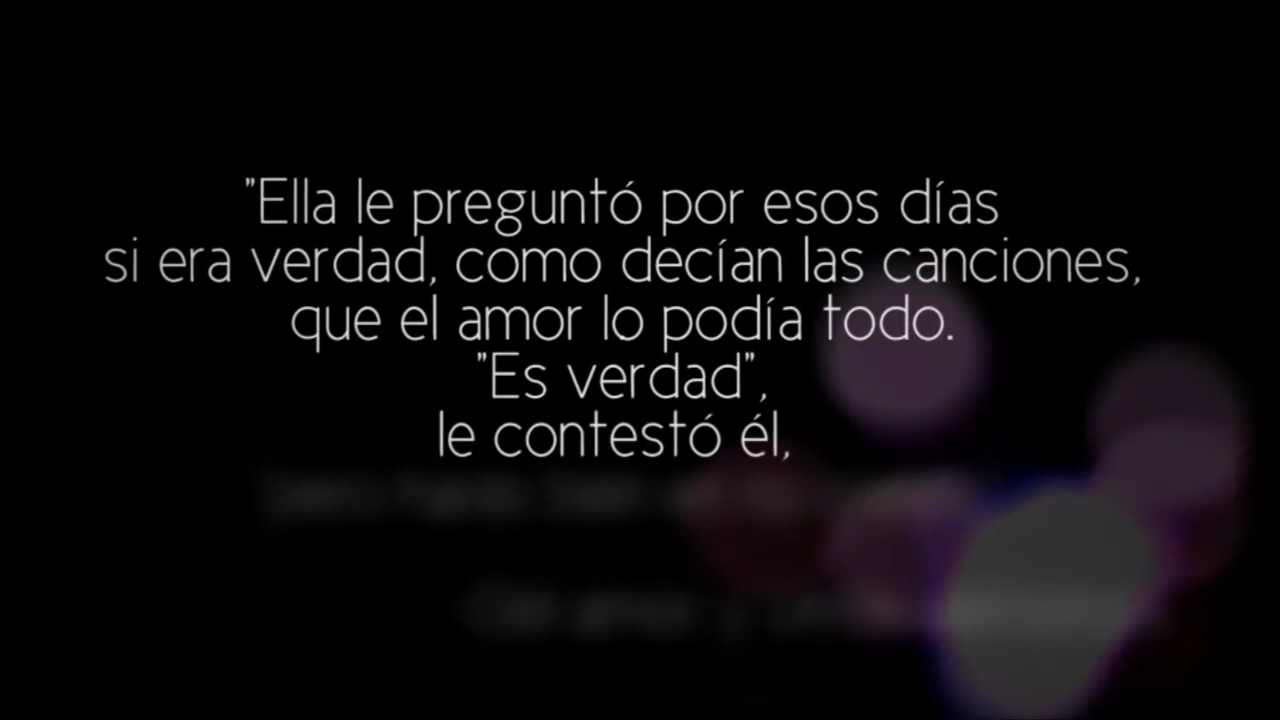 "Ella le preguntó por esos días
si era verdad, como decían las canciones,
que el amor lo podía todo.
"Es verdad",
le contestó él,